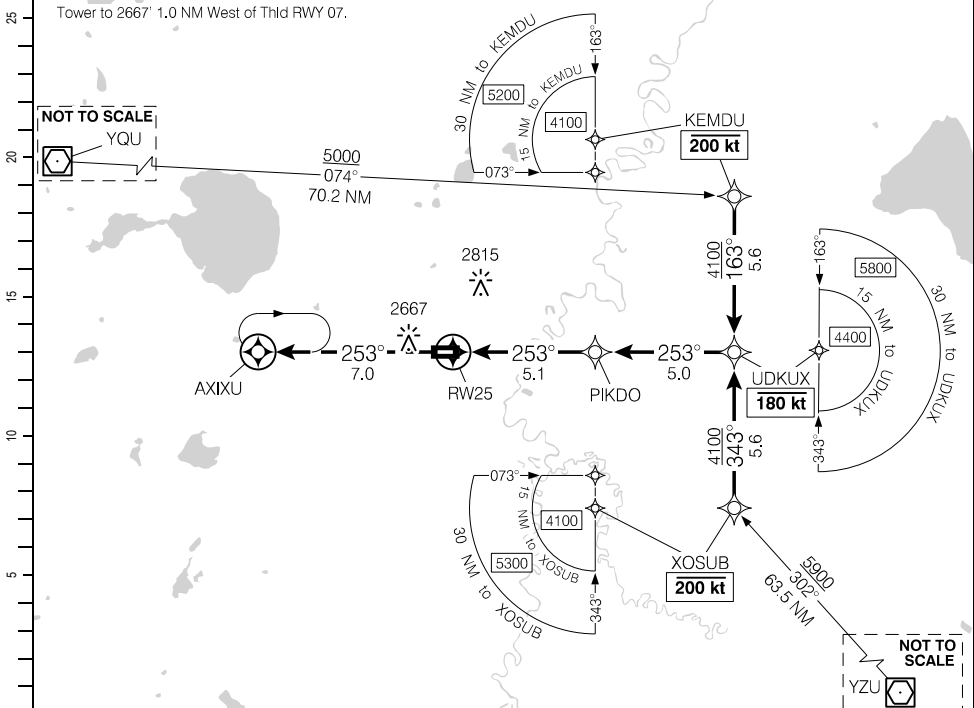 Tower to 2667' 1.0 NM West of Thld RWY 07.
25
20
15
10
5
NOT TO SCALE
YQU
5000
074°
70.2 NM
30 NM to KEMDU
5200
15 NM to KEMDU
4100
163°
073°
KEMDU
200 kt
4100
163°
5.6
2815
2667
AXIXU
253°
7.0
RW25
253°
5.1
PIKDO
253°
5.0
UDKUX
180 kt
163°
5800
15 NM to UDKUX
4400
30 NM to UDKUX
343°
4100
343°
5.6
073°
15 NM to XOSUB
4100
5300
30 NM to XOSUB
343°
XOSUB
200 kt
5900
302°
63.5 NM
NOT TO
SCALE
YZU